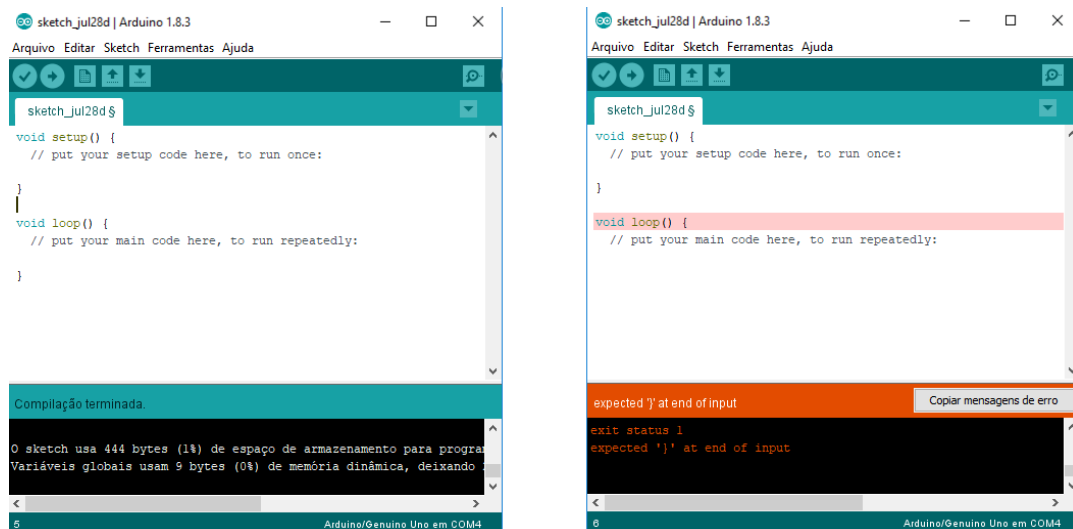 sketch_jul28d | Arduino 1.8.3
Arquivo Editar Sketch Ferramentas Ajuda
sketch_jul28d §
void setup() {
// put your setup code here, to run once:
}
void loop() {
// put your main code here, to run repeatedly:
}
Compilação terminada.
O sketch usa 444 bytes (1%) de espaço de armazenamento para
Variáveis globais usam 9 bytes (0%) de memória dinâmica, deixando
5
Arduino/Genuino Uno em COM4
sketch_jul28d | Arduino 1.8.3
Arquivo Editar Sketch Ferramentas Ajuda
sketch_jul28d §
void setup() {
// put your setup code here, to run once:
}
void loop() {
// put your main code here, to run repeatedly:
expected '}' at end of input
Copiar mensagens de erro
exit status 1
expected '}' at end of input
6
Arduino/Genuino Uno em COM4